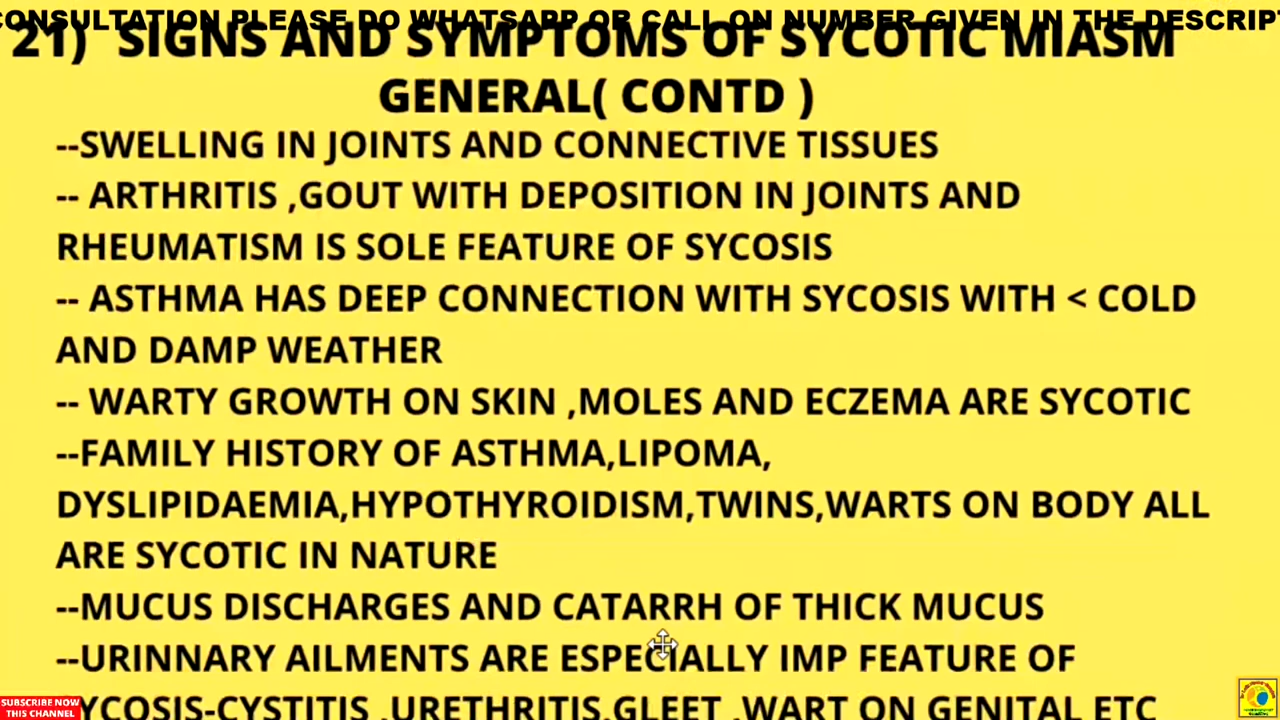 CONSULTATION PLEASE DO WHATSAPP OR CALL ON NUMBER GIVEN IN THE DESCRIPT
21) SIGNS AND SYMPTOMS OF SYCOTIC MIASM
GENERAL( CONTD )
--SWELLING IN JOINTS AND CONNECTIVE TISSUES
-- ARTHRITIS ,GOUT WITH DEPOSITION IN JOINTS AND
RHEUMATISM IS SOLE FEATURE OF SYCOSIS
-- ASTHMA HAS DEEP CONNECTION WITH SYCOSIS WITH < COLD
AND DAMP WEATHER
-- WARTY GROWTH ON SKIN ,MOLES AND ECZEMA ARE SYCOTIC
--FAMILY HISTORY OF ASTHMA,LIPOMA,
DYSLIPIDAEMIA,HYPOTHYROIDISM,TWINS,WARTS ON BODY ALL
ARE SYCOTIC IN NATURE
--MUCUS DISCHARGES AND CATARRH OF THICK MUCUS
--URINNARY AILMENTS ARE ESPECIALLY IMP FEATURE OF
YCOSIS-CYSTITIS ,URETHRITIS,GLEET ,WART ON GENITAL ETC
SUBSCRIBE NOW
THIS CHANNEL